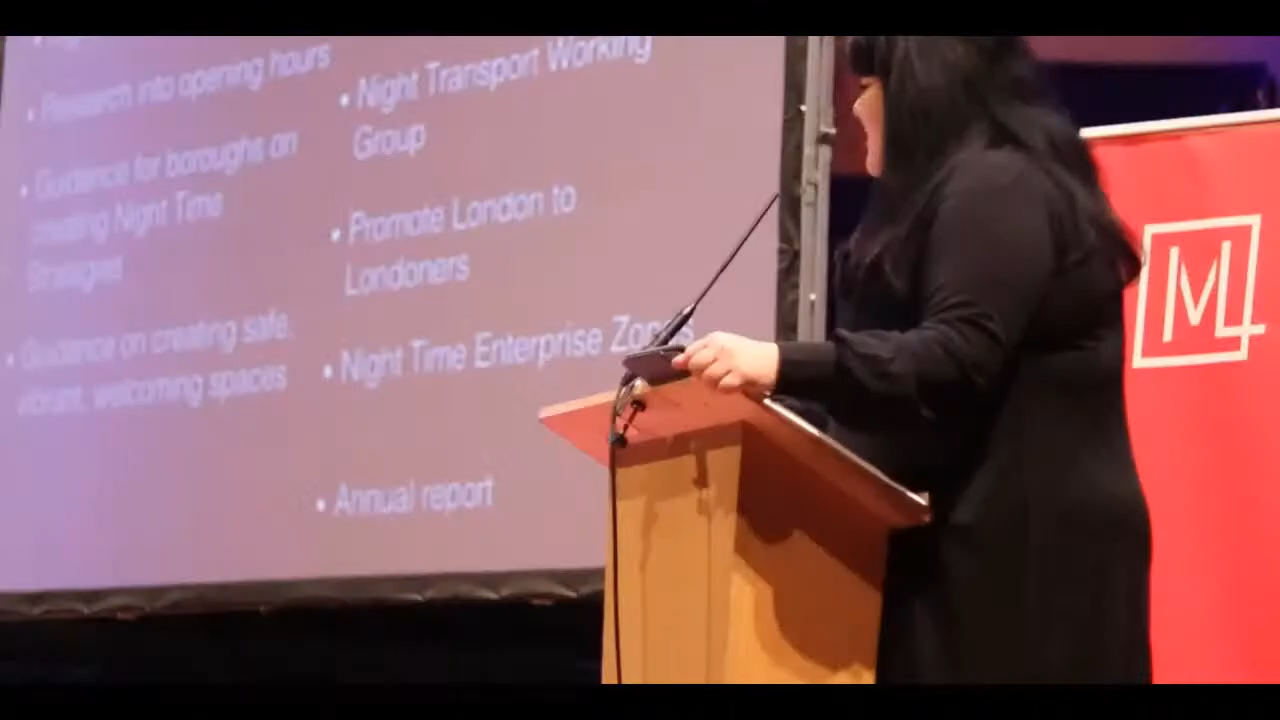 • Research into opening hours
• Guidance for boroughs on
creating Night Time
Strategies
• Guidance on creating safe,
vibrant, welcoming spaces
• Night Transport Working
Group
• Promote London to
Londoners
• Night Time Enterprise Zones
• Annual report
ML